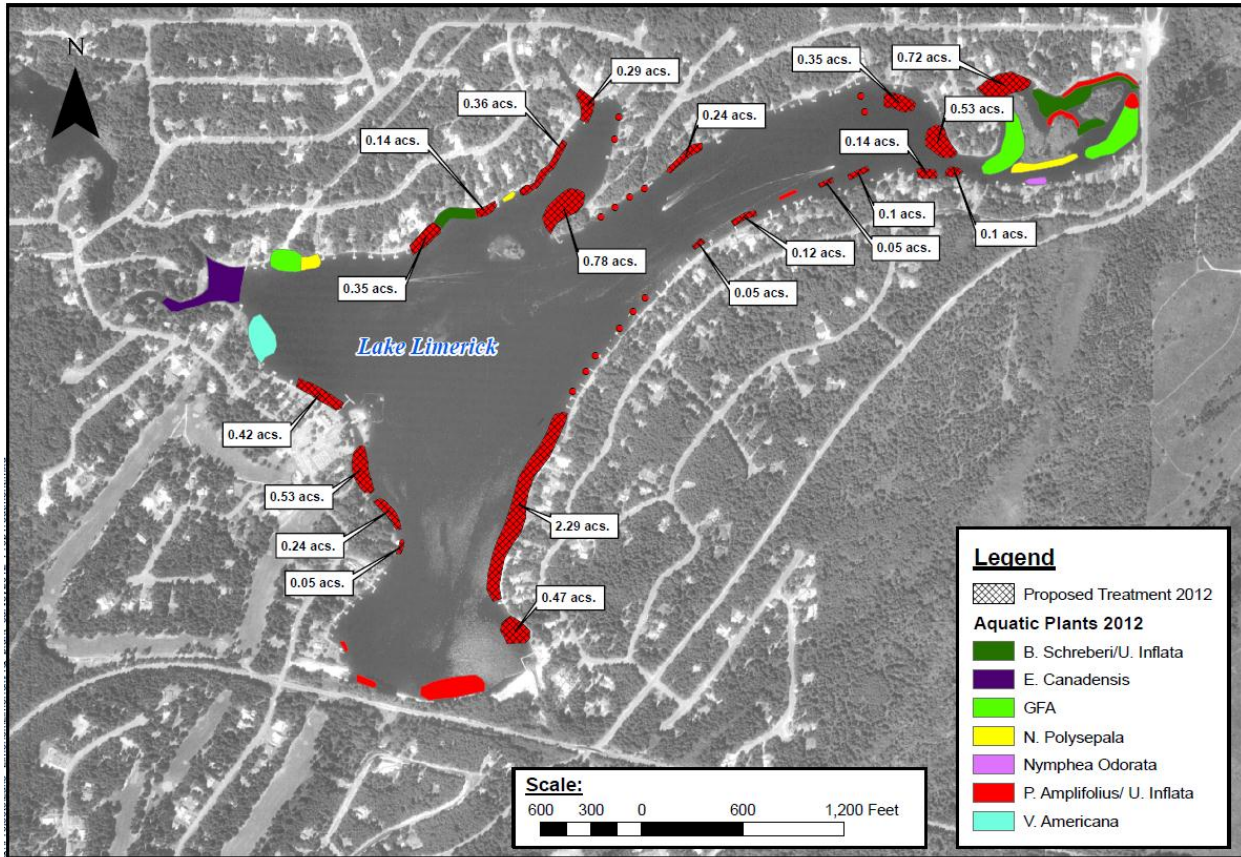 N
0.29 acs.
0.36 acs.
0.14 acs.
0.24 acs.
0.35 acs.
0.72 acs.
0.53 acs.
0.14 acs.
0.1 acs.
0.1 acs.
0.05 acs.
0.12 acs.
0.05 acs.
0.78 acs.
0.35 acs.
Lake Limerick
0.42 acs.
0.53 acs.
0.24 acs.
0.05 acs.
2.29 acs.
0.47 acs.
Legend
Proposed Treatment 2012
Aquatic Plants 2012
B. Schreberi/U. Inflata
E. Canadensis
GFA
N. Polysepala
Nymphea Odorata
P. Amplifolius/ U. Inflata
V. Americana
Scale:
600 300 0 600 1,200 Feet